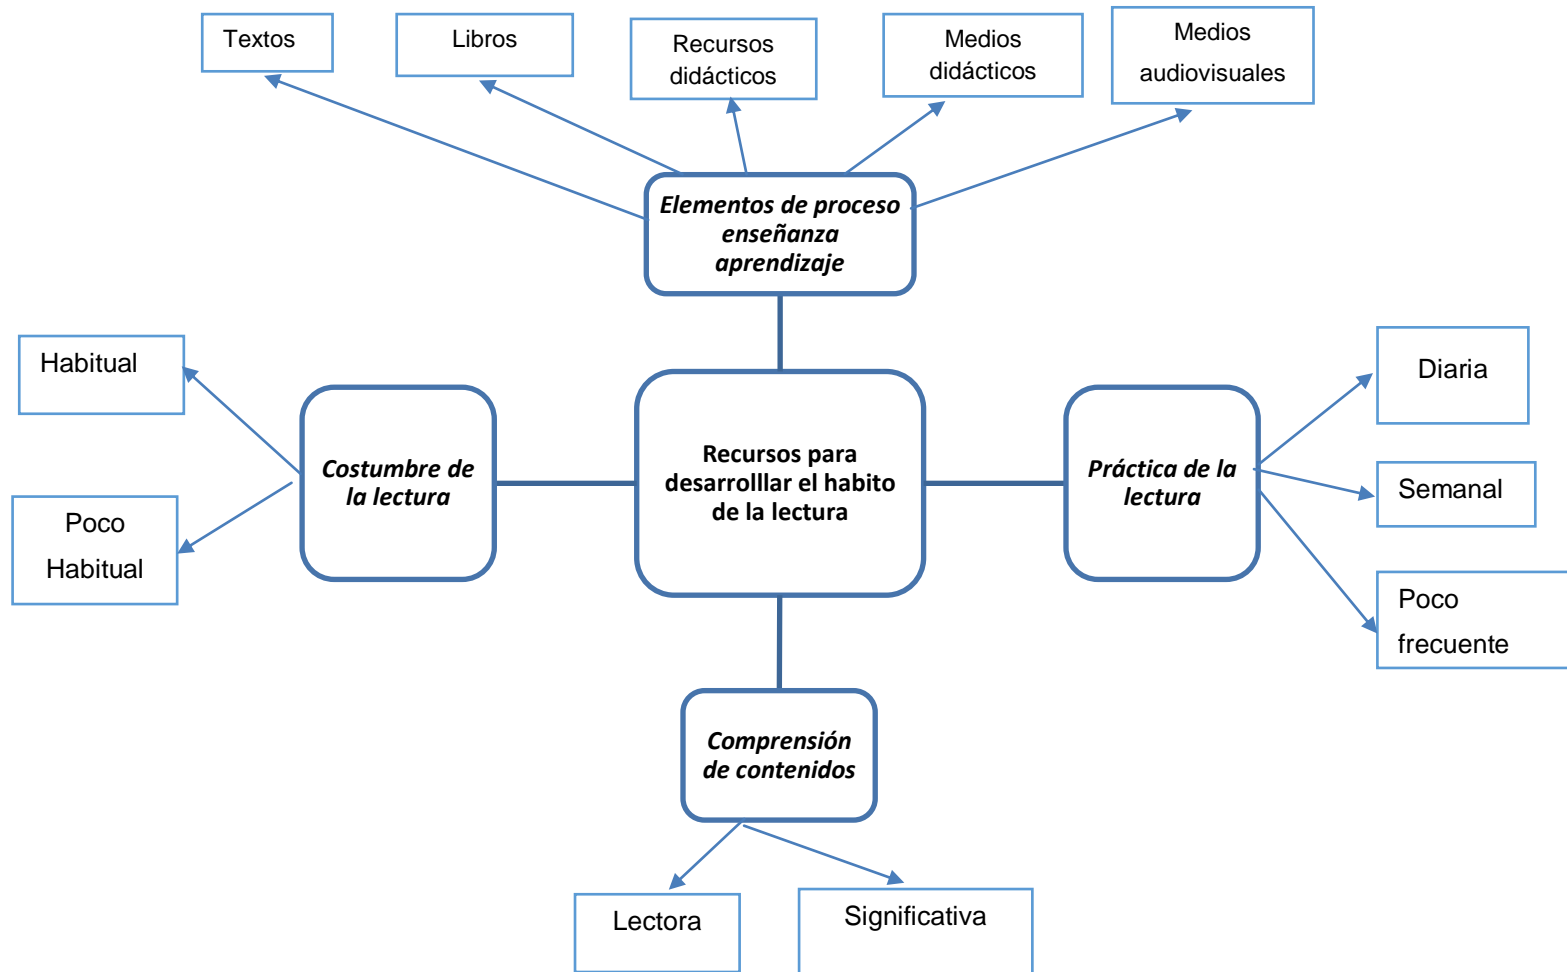 Textos
Libros
Recursos
didácticos
Medios
didácticos
Medios
audiovisuales
Elementos de proceso
enseñanza
aprendizaje
Habitual
Poco
Habitual
Costumbre de
la lectura
Recursos para
desarrolllar el habito
de la lectura
Práctica de la
lectura
Diaria
Semanal
Poco
frecuente
Comprensión
de contenidos
Lectora
Significativa